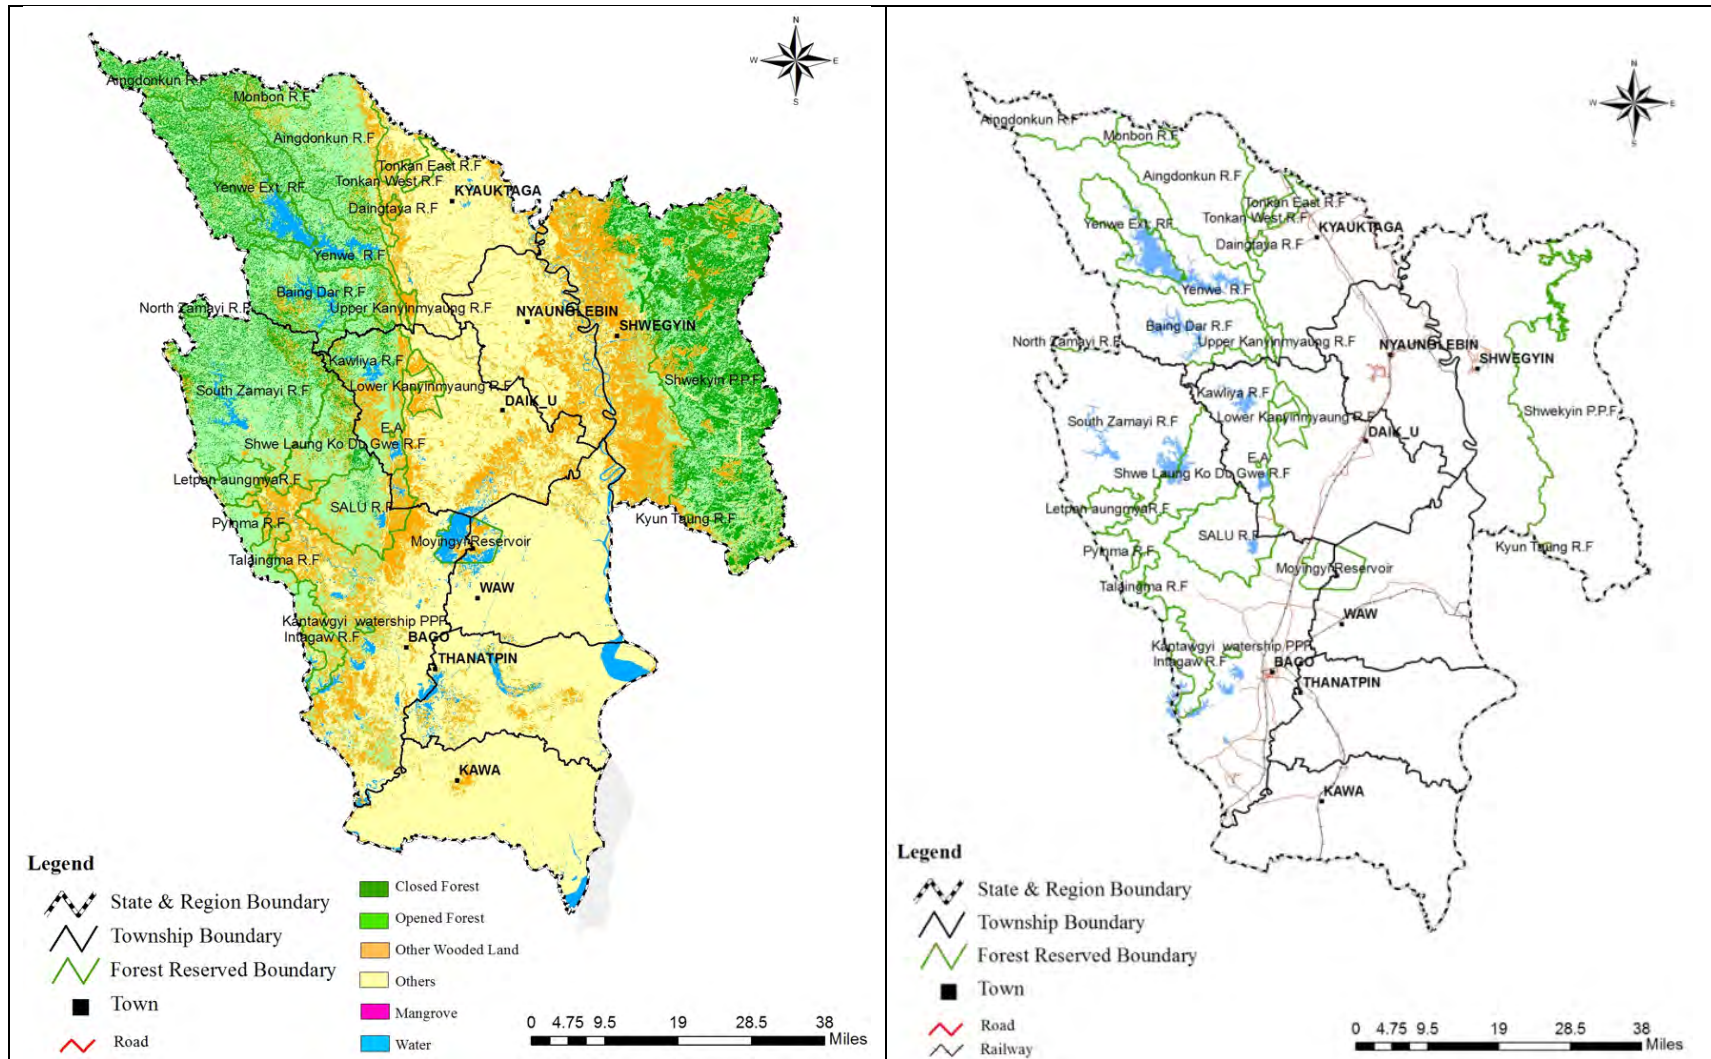 N
W E
S
Aingdonkun R.F
Monbon R.F
Aingdonkun R.F
Tonkan East R.F
Tonkan West R.F
Yenwe Ext: RF
KYAUKTAGA
Daingtaya R.F
Yenwe R.F
Baing Dar R.F
North Zamayi R.F
Upper Kanyinmyaung R.F
NYAUNGLEBIN
SHWEGYIN
Kawliya R.F
South Zamayi R.F
Lower Kanyinmyaung R.F
Shwekyin P.P.F
DAIK_U
E.A
Shwe Laung Ko Du Gwe R.F
Letpan aungmyaR.F
SALU R.F
Pyinma R.F
Kyun Taung R.F
Moyingyi Reservoir
Talaingma R.F
WAW
Kantawgyi watership PPF
Intagaw R.F
BAGO
THANATPIN
KAWA
Legend
State & Region Boundary
Township Boundary
Forest Reserved Boundary
Town
Road
Closed Forest
Opened Forest
Other Wooded Land
Others
Mangrove
Water
0 4.75 9.5 19 28.5 38
Miles
N
W E
S
Aingdonkun R.F
Monbon R.F
Aingdonkun R.F
Tonkan East R.F
Tonkan West R.F
Yenwe Ext: RF
KYAUKTAGA
Daingtaya R.F
Yenwe R.F
Baing Dar R.F
North Zamayi R.F
Upper Kanyinmyaung R.F
NYAUNGLEBIN
SHWEGYIN
Kawliya R.F
South Zamayi R.F
Lower Kanyinmyaung R.F
Shwekyin P.P.F
DAIK_U
E.A
Shwe Laung Ko Du Gwe R.F
Letpan aungmyaR.F
SALU R.F
Pyinma R.F
Kyun Taung R.F
Moyingyi Reservoir
Talaingma R.F
WAW
Kantawgyi watership PPF
Intagaw R.F
BAGO
THANATPIN
KAWA
Legend
State & Region Boundary
Township Boundary
Forest Reserved Boundary
Town
Road
Railway
0 4.75 9.5 19 28.5 38
Miles